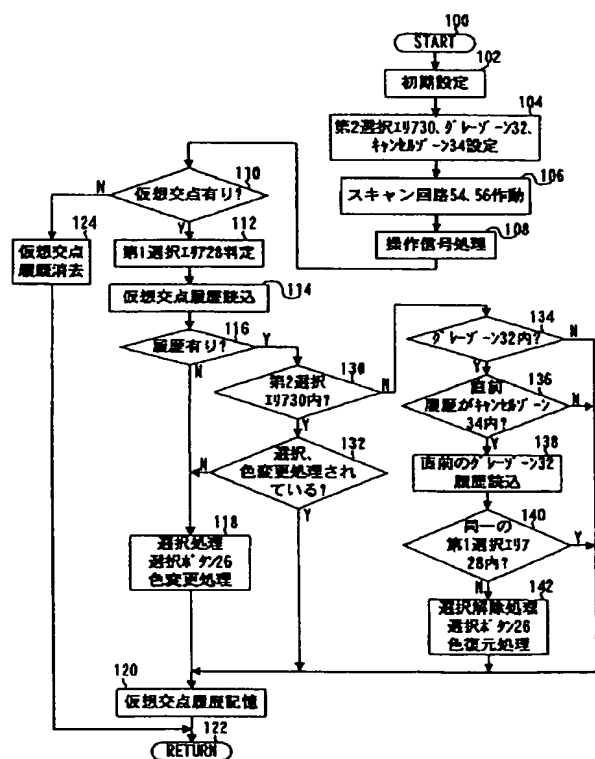 100
START
102
初期設定
104
第2選択ｴﾘｱ30、ｸﾞﾚｰｿﾞｰﾝ32、
ｷｬﾝｾﾙｿﾞｰﾝ34設定
106
スキャン回路54、56作動
108
操作信号処理
110
仮想交点有り?
N
Y
124
仮想交点
履歴消去
112
第1選択ｴﾘｱ28判定
114
仮想交点履歴読込
116
履歴有り?
Y
N
130
第2選択
ｴﾘｱ30内?
N
Y
132
選択、
色変更処理され
ている?
N
Y
134
ｸﾞﾚｰｿﾞｰﾝ32内?
N
Y
136
直前
履歴がｷｬﾝｾﾙｿﾞｰﾝ
34内?
N
Y
138
直前のｸﾞﾚｰｿﾞｰﾝ32
履歴読込
140
同一の
第1選択ｴﾘｱ
28内?
Y
N
142
選択解除処理
選択ﾎﾞﾀﾝ26
色復元処理
118
選択処理
選択ﾎﾞﾀﾝ26
色変更処理
120
仮想交点履歴記憶
122
RETURN